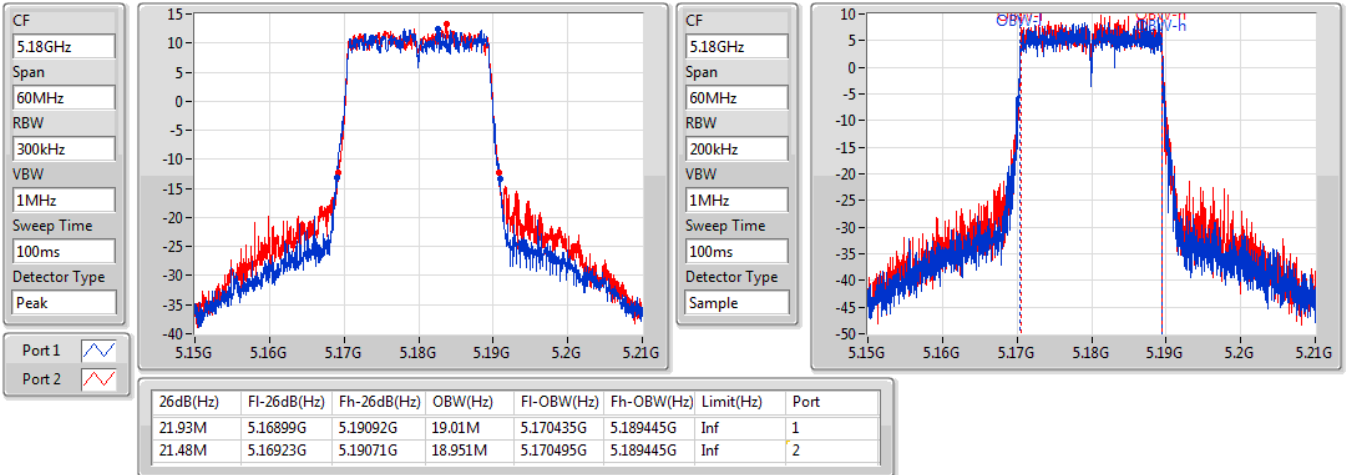 CF
5.18GHz
Span
60MHz
RBW
300kHz
VBW
1MHz
Sweep Time
100ms
Detector Type
Peak
Port 1
Port 2
15
10
5
0
-5
-10
-15
-20
-25
-30
-35
-40
5.15G 5.16G 5.17G 5.18G 5.19G 5.2G 5.21G
CF
5.18GHz
Span
60MHz
RBW
200kHz
VBW
1MHz
Sweep Time
100ms
Detector Type
Sample
OBW-h
10
5
0
-5
-10
-15
-20
-25
-30
-35
-40
-45
-50
5.15G 5.16G 5.17G 5.18G 5.19G 5.2G 5.21G
26dB(Hz) Fl-26dB(Hz) Fh-26dB(Hz) OBW(Hz) Fl-OBW(Hz) Fh-OBW(Hz) Limit(Hz) Port
21.93M 5.16899G 5.19092G 19.01M 5.170435G 5.189445G Inf 1
21.48M 5.16923G 5.19071G 18.951M 5.170495G 5.189445G Inf 2